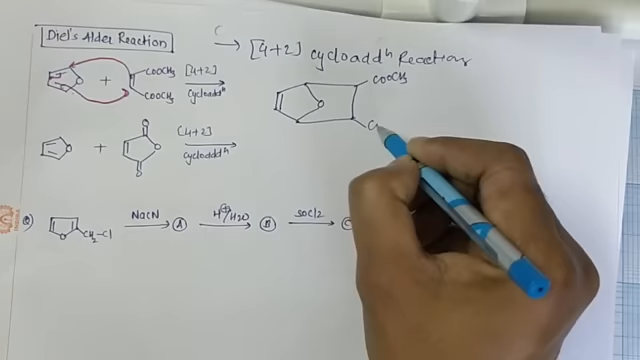 Diel's Alder Reaction
C → [4+2] cycloaddⁿ Reaction
O + COOCH₃ COOCH₃ [4+2] cycloaddⁿ O COOCH₃ C
O + O O O [4+2] cycloaddⁿ
Q) O CH₂-Cl NaCN → A H⊕/H₂O → B SOCl₂ → C